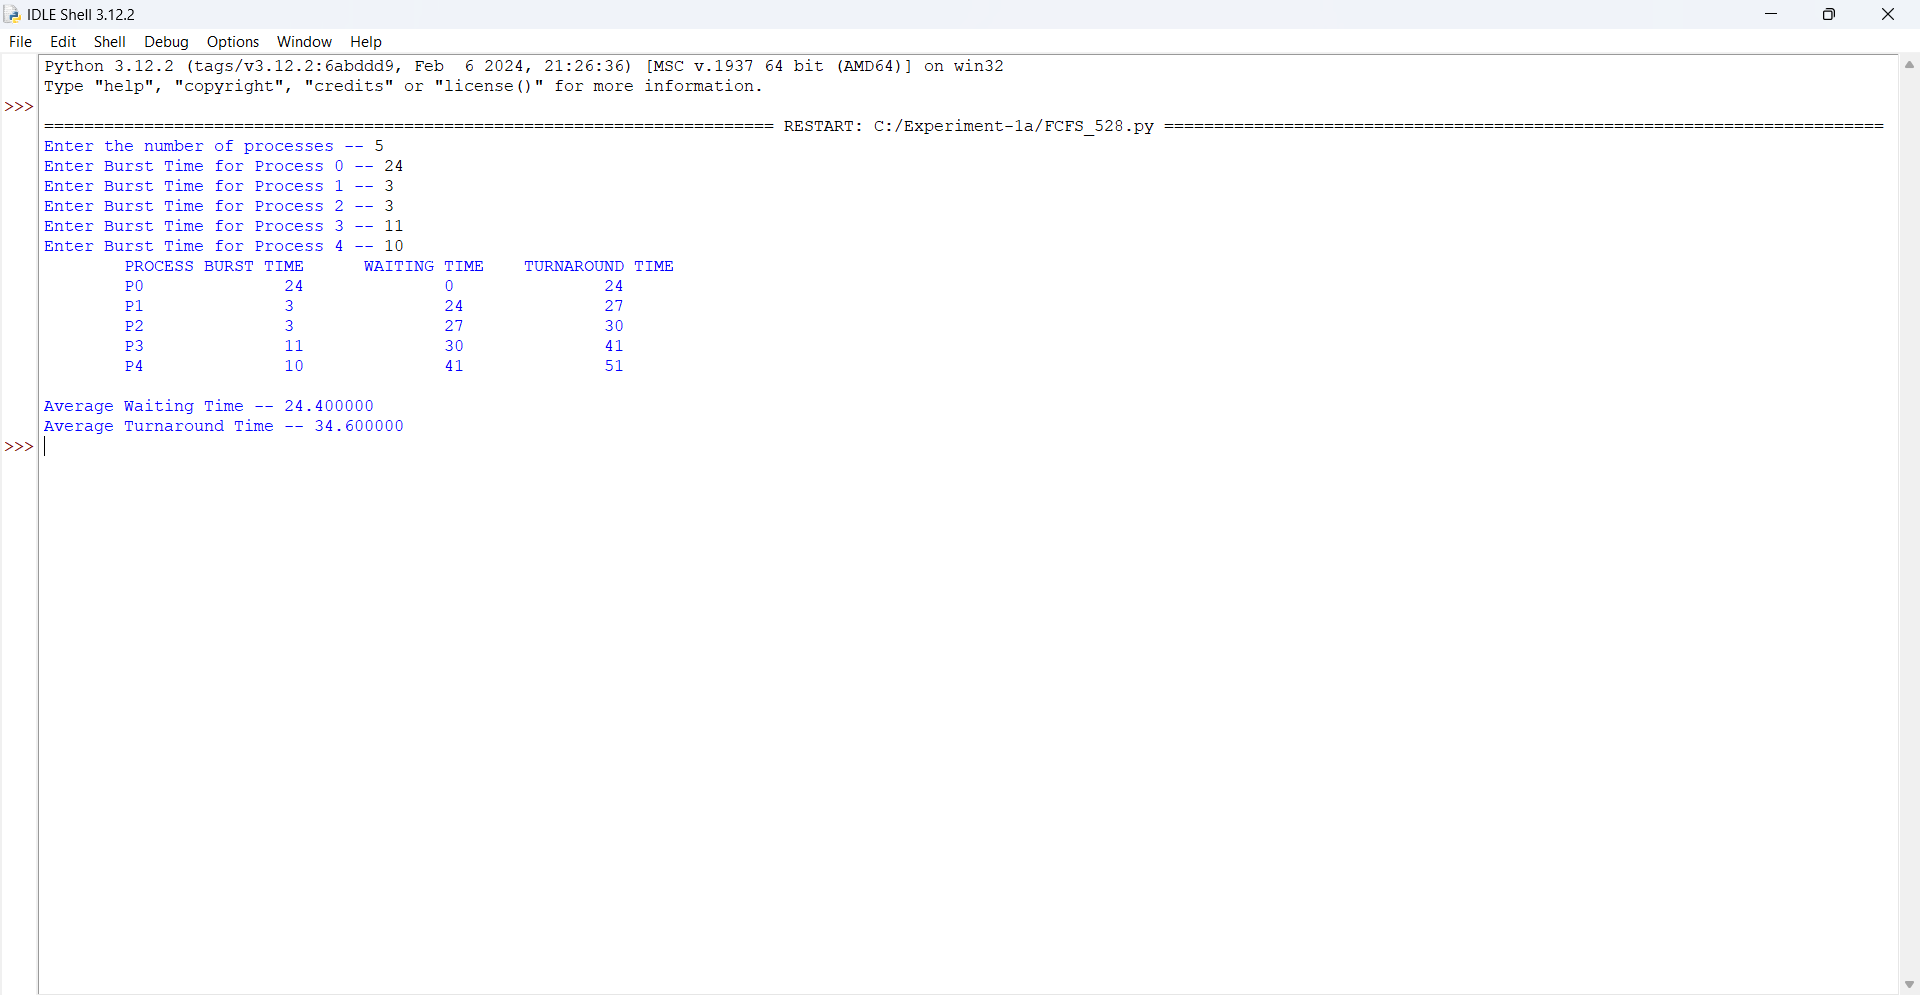 IDLE Shell 3.12.2
File Edit Shell Debug Options Window Help
Python 3.12.2 (tags/v3.12.2:6abddd9, Feb  6 2024, 21:26:36) [MSC v.1937 64 bit (AMD64)] on win32
Type "help", "copyright", "credits" or "license()" for more information.
>>>
========================================================================= RESTART: C:/Experiment-1a/FCFS_528.py ========================================================================
Enter the number of processes -- 5
Enter Burst Time for Process 0 -- 24
Enter Burst Time for Process 1 -- 3
Enter Burst Time for Process 2 -- 3
Enter Burst Time for Process 3 -- 11
Enter Burst Time for Process 4 -- 10
PROCESS BURST TIME WAITING TIME TURNAROUND TIME
P0 24 0 24
P1 3 24 27
P2 3 27 30
P3 11 30 41
P4 10 41 51
Average Waiting Time -- 24.400000
Average Turnaround Time -- 34.600000
>>>